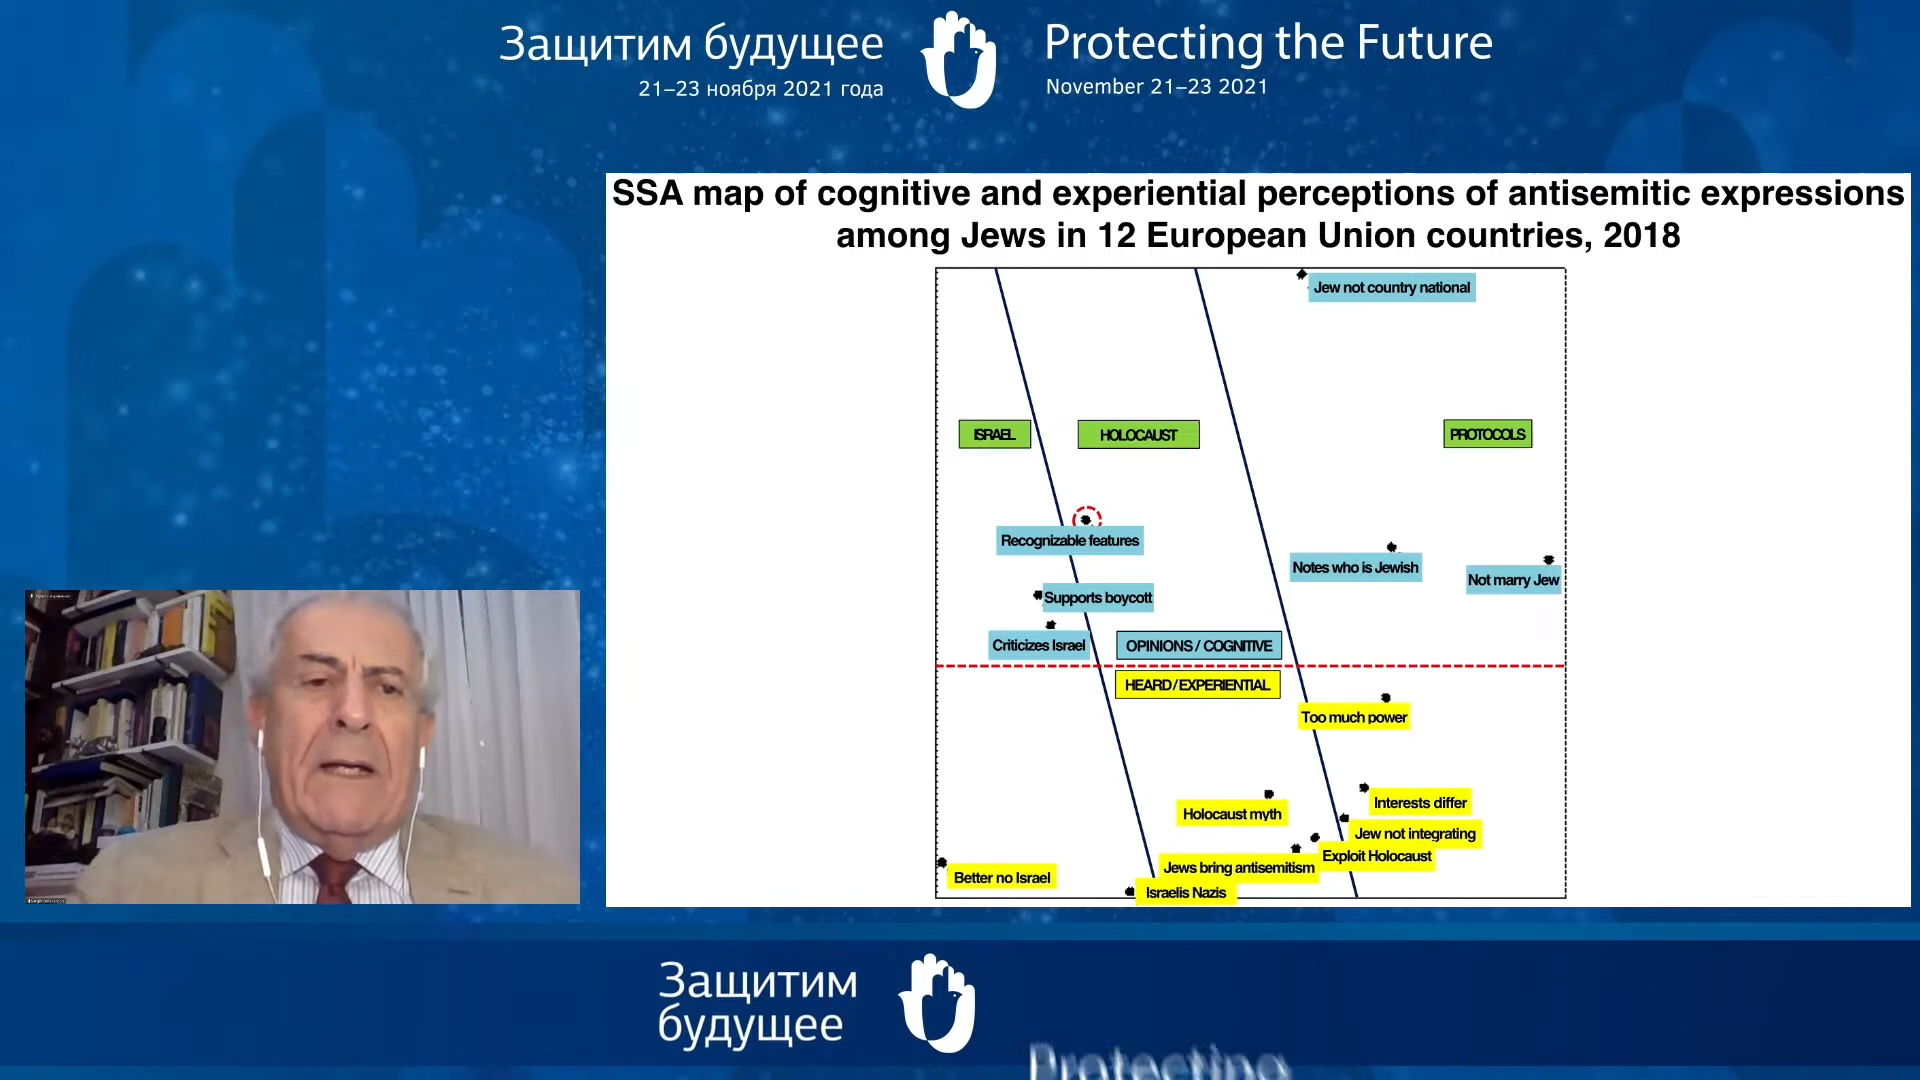 Защитим будущее
21–23 ноября 2021 года
Protecting the Future
November 21–23 2021
SSA map of cognitive and experiential perceptions of antisemitic expressions
among Jews in 12 European Union countries, 2018
Jew not country national
ISRAEL
HOLOCAUST
PROTOCOLS
Recognizable features
Notes who is Jewish
Not marry Jew
Supports boycott
Criticizes Israel
OPINIONS / COGNITIVE
HEARD / EXPERIENTIAL
Too much power
Interests differ
Holocaust myth
Jew not integrating
Exploit Holocaust
Jews bring antisemitism
Better no Israel
Israelis Nazis
Защитим
будущее
Protecting